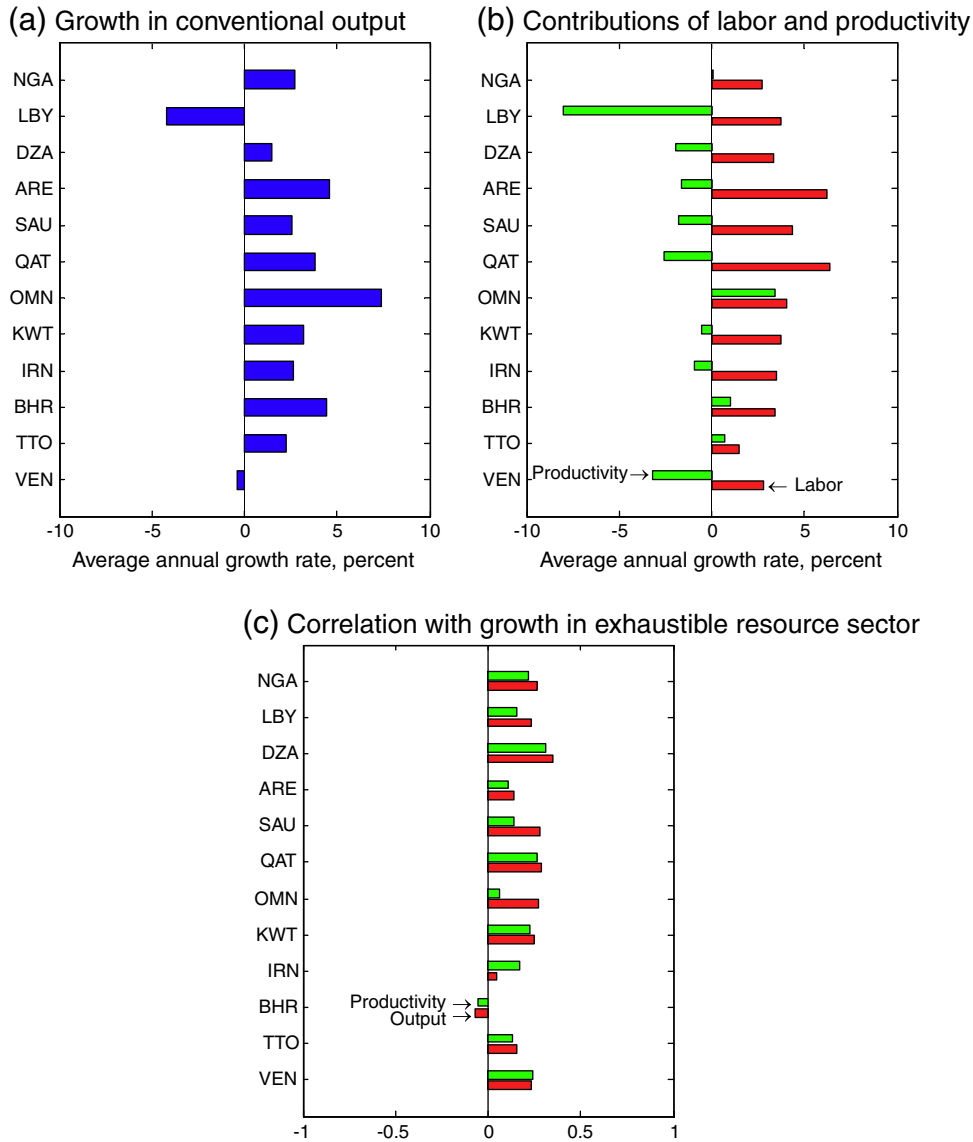 (a) Growth in conventional output
NGA
LBY
DZA
ARE
SAU
QAT
OMN
KWT
IRN
BHR
TTO
VEN
-10 -5 0 5 10
Average annual growth rate, percent
(b) Contributions of labor and productivity
NGA
LBY
DZA
ARE
SAU
QAT
OMN
KWT
IRN
BHR
TTO
VEN
Productivity →
← Labor
-10 -5 0 5 10
Average annual growth rate, percent
(c) Correlation with growth in exhaustible resource sector
NGA
LBY
DZA
ARE
SAU
QAT
OMN
KWT
IRN
BHR
Productivity →
Output →
TTO
VEN
-1 -0.5 0 0.5 1